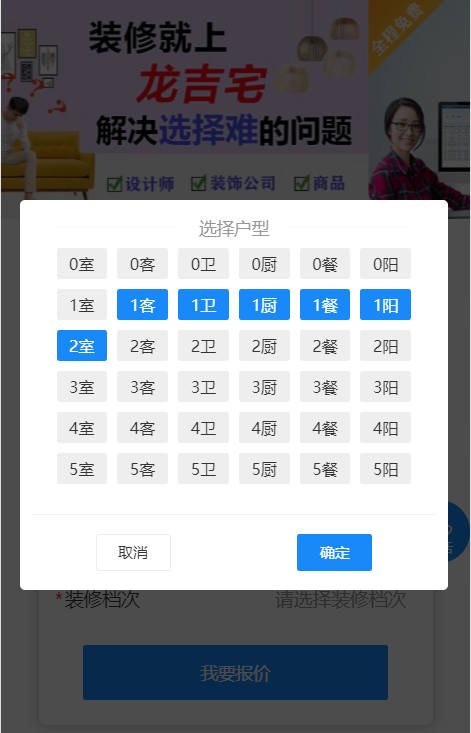 装修就上
全程免费
龙吉宅
解决选择难的问题
设计师 装饰公司 商品
选择户型
0室 0客 0卫 0厨 0餐 0阳
1室 1客 1卫 1厨 1餐 1阳
2室 2客 2卫 2厨 2餐 2阳
3室 3客 3卫 3厨 3餐 3阳
4室 4客 4卫 4厨 4餐 4阳
5室 5客 5卫 5厨 5餐 5阳
取消 确定
*装修档次 请选择装修档次
我要报价